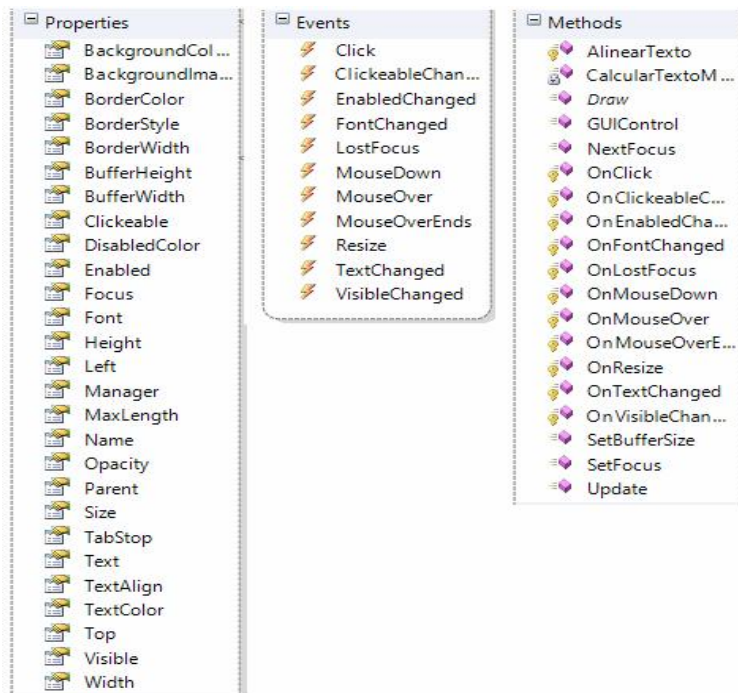 Properties
BackgroundCol...
BackgroundIma...
BorderColor
BorderStyle
BorderWidth
BufferHeight
BufferWidth
Clickeable
DisabledColor
Enabled
Focus
Font
Height
Left
Manager
MaxLength
Name
Opacity
Parent
Size
TabStop
Text
TextAlign
TextColor
Top
Visible
Width
Events
Click
ClickeableChan...
EnabledChanged
FontChanged
LostFocus
MouseDown
MouseOver
MouseOverEnds
Resize
TextChanged
VisibleChanged
Methods
AlinearTexto
CalcularTextoM...
Draw
GUIControl
NextFocus
OnClick
OnClickeableC...
OnEnabledCha...
OnFontChanged
OnLostFocus
OnMouseDown
OnMouseOver
OnMouseOverE...
OnResize
OnTextChanged
OnVisibleChan...
SetBufferSize
SetFocus
Update